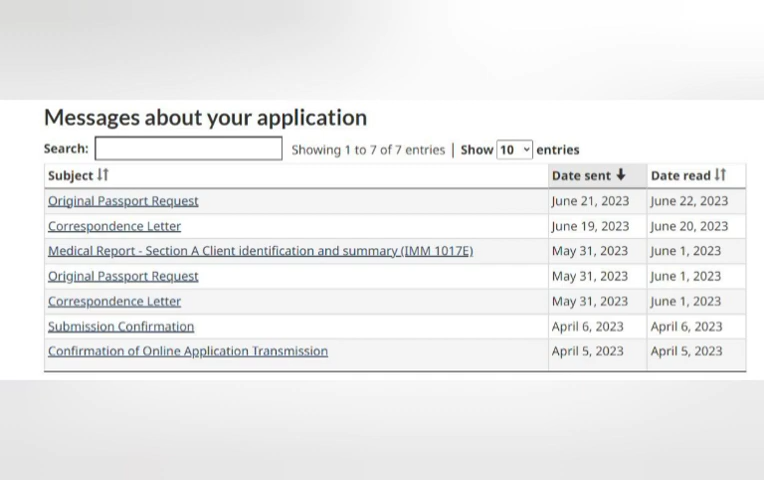 Messages about your application
Search: Showing 1 to 7 of 7 entries | Show 10 entries
Subject Date sent Date read
Original Passport Request June 21, 2023 June 22, 2023
Correspondence Letter June 19, 2023 June 20, 2023
Medical Report - Section A Client identification and summary (IMM 1017E) May 31, 2023 June 1, 2023
Original Passport Request May 31, 2023 June 1, 2023
Correspondence Letter May 31, 2023 June 1, 2023
Submission Confirmation April 6, 2023 April 6, 2023
Confirmation of Online Application Transmission April 5, 2023 April 5, 2023